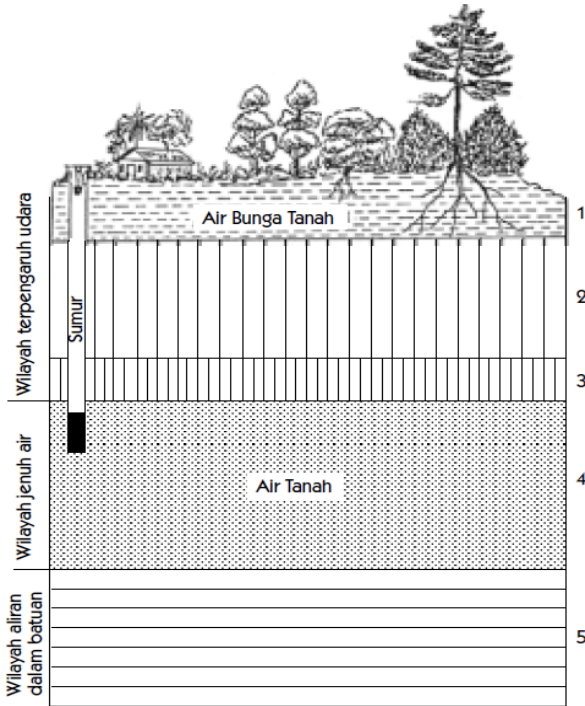 Air Bunga Tanah
1
Wilayah terpengaruh udara
Sumur
2
3
Wilayah jenuh air
Air Tanah
4
Wilayah aliran
dalam batuan
5